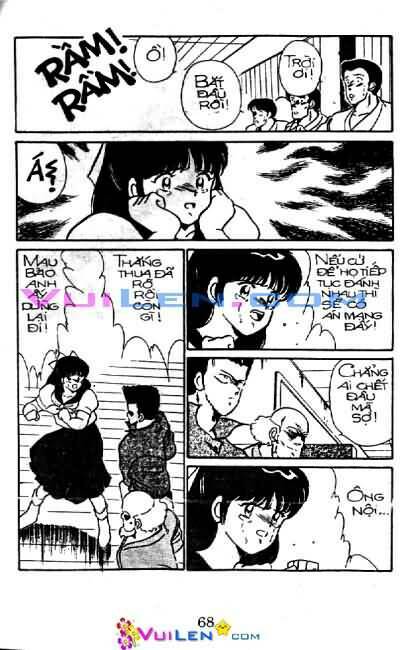 RẦM!
RẦM!
Ồ!
BẮT
ĐẦU
RỒI!
TRỜI
ƠI!
Á!
MAU
BẢO
ANH
ẤY
DỪNG
LẠI
ĐI!
THẮNG
THUA ĐÃ
RÕ
RỒI
CÒN
GÌ!
NẾU CỨ
ĐỂ HỌ TIẾP
TỤC ĐÁNH
NHAU THÌ
SẼ CÓ
ÁN MẠNG
ĐẤY!
VUILEN.COM
CHẲNG
AI CHẾT
ĐÂU
MÀ
SỢ!
ÔNG
NỘI...
68
VUILEN.COM